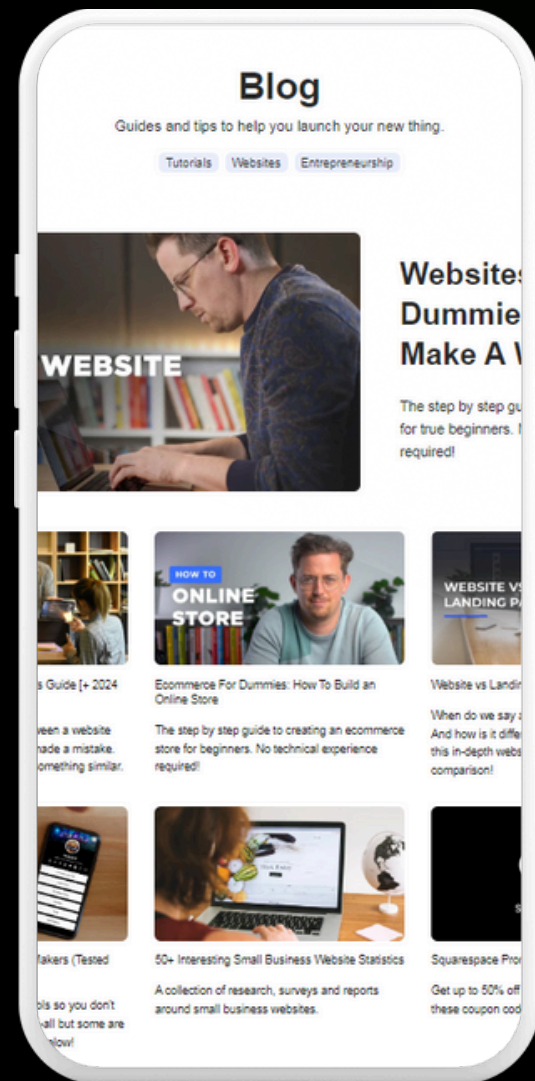 Blog
Guides and tips to help you launch your new thing.
Tutorials Websites Entrepreneurship
WEBSITE
Websites
Dummie
Make A
The step by step gu
for true beginners.
required!
HOW TO
ONLINE
STORE
WEBSITE VS
LANDING PA
s Guide [+ 2024
ween a website
made a mistake.
omething similar.
Ecommerce For Dummies: How To Build an
Online Store
The step by step guide to creating an ecommerce
store for beginners. No technical experience
required!
Website vs Landin
When do we say a
And how is it diffe
this in-depth webs
comparison!
Makers (Tested
ols so you don't
all but some are
elow!
50+ Interesting Small Business Website Statistics
A collection of research, surveys and reports
around small business websites.
Squarespace Pro
Get up to 50% off
these coupon cod